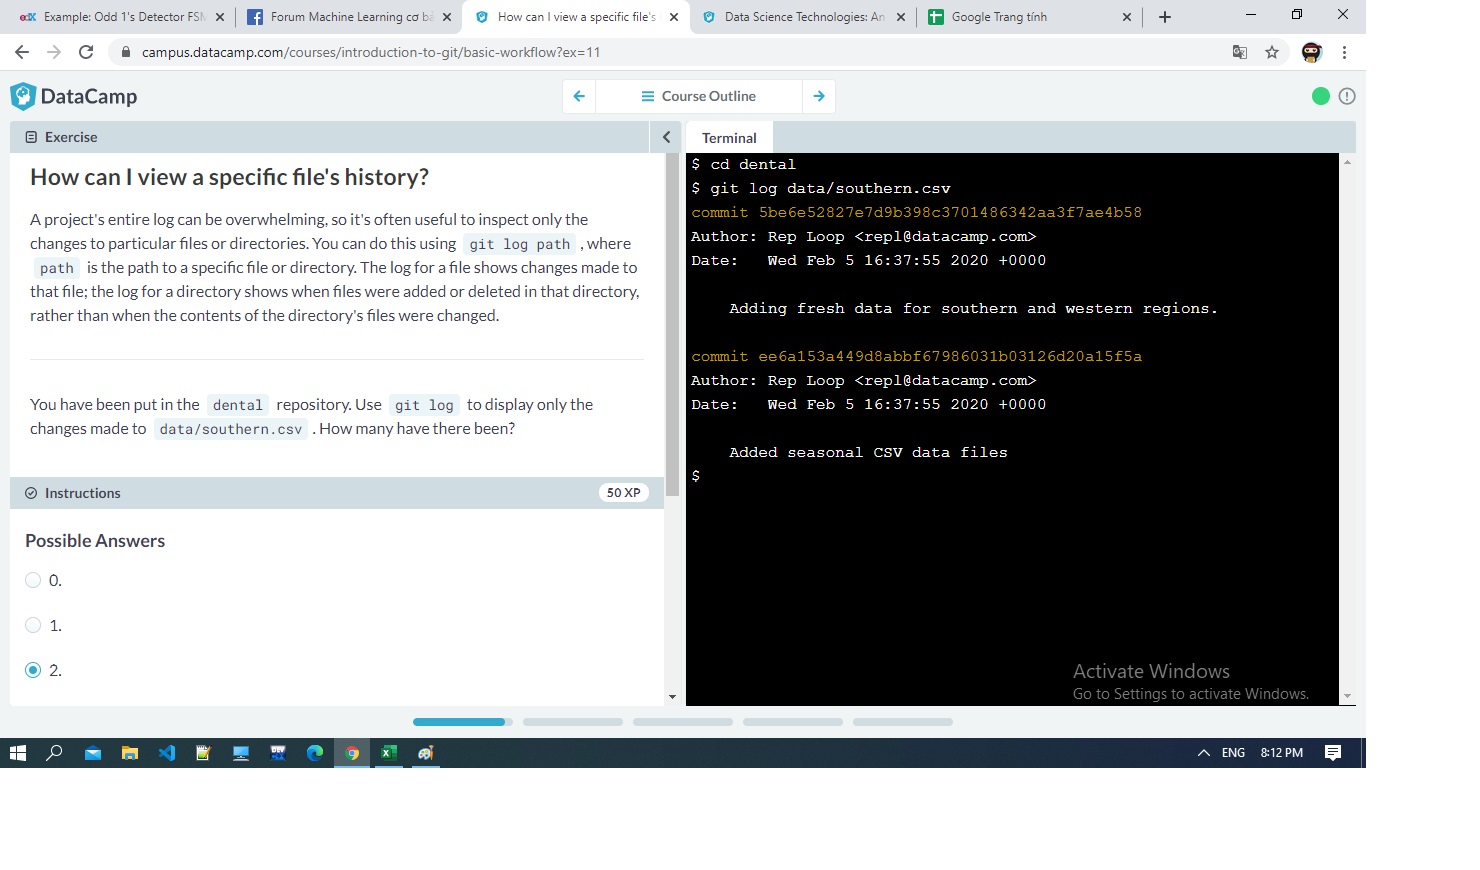 Example: Odd 1's Detector FSM
Forum Machine Learning cơ bả
How can I view a specific file's
Data Science Technologies: An
Google Trang tính
campus.datacamp.com/courses/introduction-to-git/basic-workflow?ex=11
DataCamp
Course Outline
Exercise
How can I view a specific file's history?
A project's entire log can be overwhelming, so it's often useful to inspect only the
changes to particular files or directories. You can do this using git log path , where
path is the path to a specific file or directory. The log for a file shows changes made to
that file; the log for a directory shows when files were added or deleted in that directory,
rather than when the contents of the directory's files were changed.
You have been put in the dental repository. Use git log to display only the
changes made to data/southern.csv . How many have there been?
Instructions
50 XP
Possible Answers
0.
1.
2.
Terminal
$ cd dental
$ git log data/southern.csv
commit 5be6e52827e7d9b398c3701486342aa3f7ae4b58
Author: Rep Loop <repl@datacamp.com>
Date:   Wed Feb 5 16:37:55 2020 +0000
Adding fresh data for southern and western regions.
commit ee6a153a449d8abbf67986031b03126d20a15f5a
Author: Rep Loop <repl@datacamp.com>
Date:   Wed Feb 5 16:37:55 2020 +0000
Added seasonal CSV data files
$
Activate Windows
Go to Settings to activate Windows.
ENG
8:12 PM